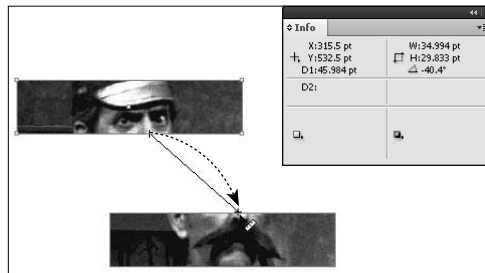 Info
X:315.5 pt
Y:532.5 pt
D1:45.984 pt
W:34.994 pt
H:29.833 pt
-40.4°
D2: